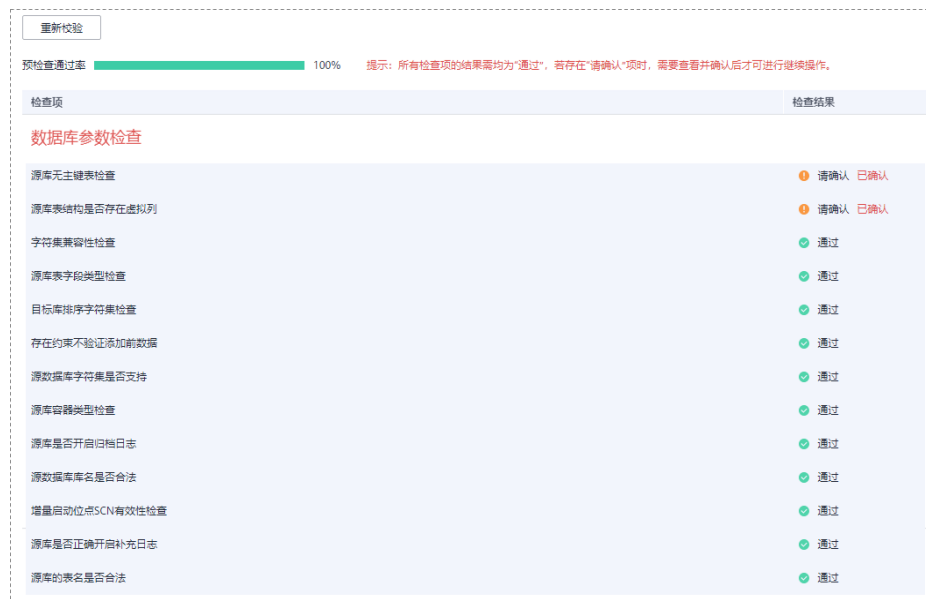 重新校验
预检查通过率 100% 提示：所有检查项的结果需均为"通过"，若存在"请确认"项时，需要查看并确认后才可进行继续操作。
检查项 检查结果
数据库参数检查
源库无主键表检查 请确认 已确认
源库表结构是否存在虚拟列 请确认 已确认
字符集兼容性检查 通过
源库表字段类型检查 通过
目标库排序字符集检查 通过
存在约束不验证添加前数据 通过
源数据库字符集是否支持 通过
源库容器类型检查 通过
源库是否开启归档日志 通过
源数据库库名是否合法 通过
增量启动位点SCN有效性检查 通过
源库是否正确开启补充日志 通过
源库的表名是否合法 通过